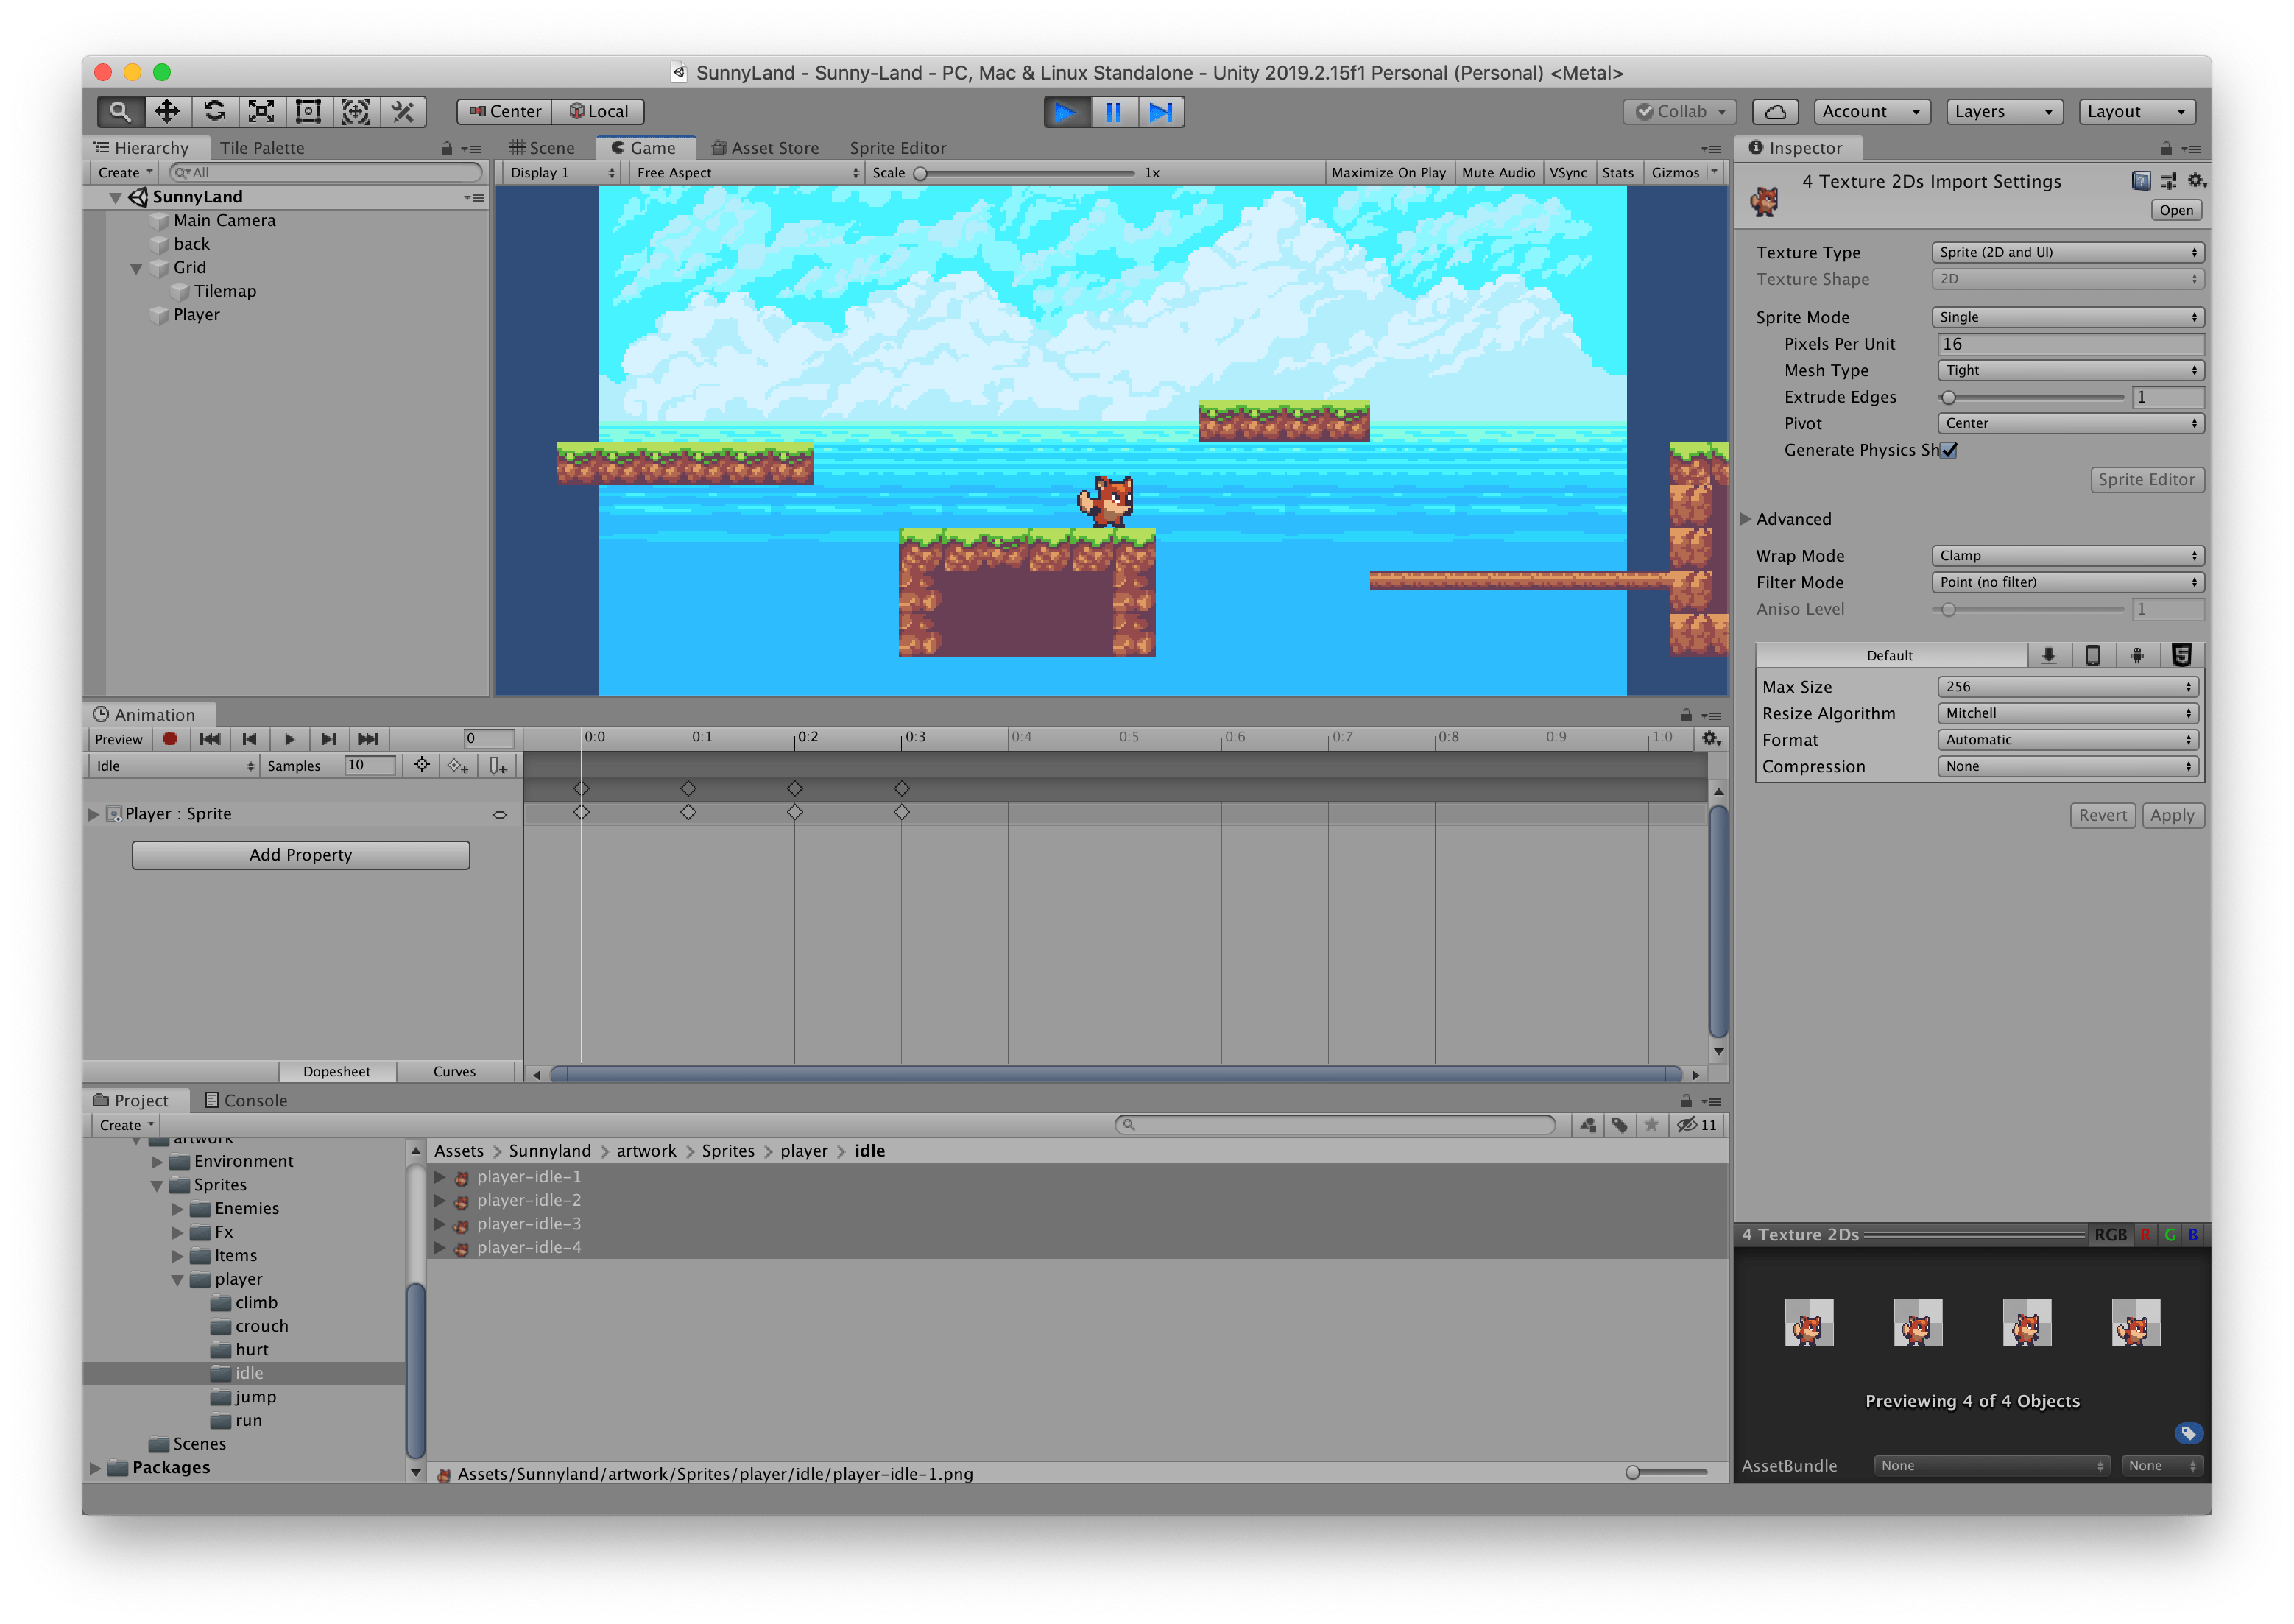 SunnyLand - Sunny-Land - PC, Mac & Linux Standalone - Unity 2019.2.15f1 Personal (Personal) <Metal>
Center Local Collab Account Layers Layout
Hierarchy Tile Palette
Create All
SunnyLand
Main Camera
back
Grid
Tilemap
Player
Scene Game Asset Store Sprite Editor
Display 1 Free Aspect Scale 1x Maximize On Play Mute Audio VSync Stats Gizmos
Inspector
4 Texture 2Ds Import Settings
Open
Texture Type Sprite (2D and UI)
Texture Shape 2D
Sprite Mode Single
Pixels Per Unit 16
Mesh Type Tight
Extrude Edges 1
Pivot Center
Generate Physics Sh
Sprite Editor
Advanced
Wrap Mode Clamp
Filter Mode Point (no filter)
Aniso Level 1
Default
Max Size 256
Resize Algorithm Mitchell
Format Automatic
Compression None
Revert Apply
Animation
Preview 0 0:0 0:1 0:2 0:3 0:4 0:5 0:6 0:7 0:8 0:9 1:0
Idle Samples 10
Player : Sprite
Add Property
Dopesheet Curves
Project Console
Create 11
artwork
Environment
Sprites
Enemies
Fx
Items
player
climb
crouch
hurt
idle
jump
run
Scenes
Packages
Assets > Sunnyland > artwork > Sprites > player > idle
player-idle-1
player-idle-2
player-idle-3
player-idle-4
Assets/Sunnyland/artwork/Sprites/player/idle/player-idle-1.png
4 Texture 2Ds RGB R G B
Previewing 4 of 4 Objects
AssetBundle None None